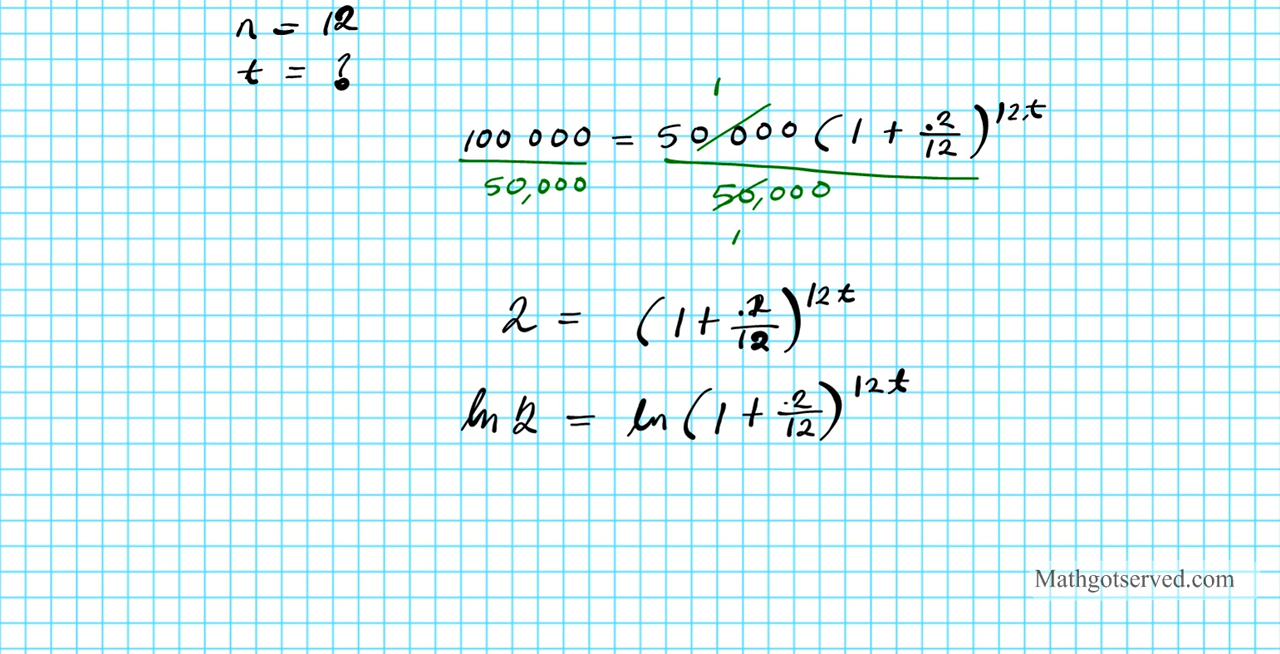 n = 12
t = ?
1
100 000 = 50 000 (1 + .2/12)^12.t
50,000 50,000
1
2 = (1 + .2/12)^12t
ln 2 = ln (1 + .2/12)^12t
Mathgotserved.com